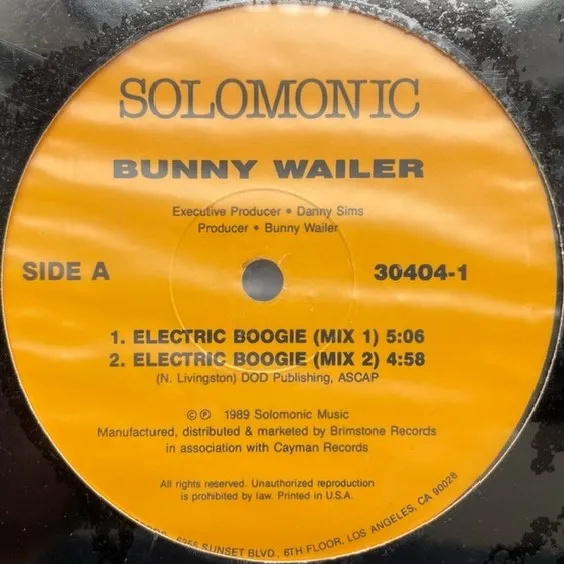 SOLOMONIC
BUNNY WAILER
Executive Producer • Danny Sims
Producer • Bunny Wailer
SIDE A 30404-1
1. ELECTRIC BOOGIE (MIX 1) 5:06
2. ELECTRIC BOOGIE (MIX 2) 4:58
(N. Livingston) DOD Publishing, ASCAP
© ℗ 1989 Solomonic Music
Manufactured, distributed & marketed by Brimstone Records
in association with Cayman Records
All rights reserved. Unauthorized reproduction
is prohibited by law. Printed in U.S.A.
SUNSET BLVD., 6TH FLOOR, LOS ANGELES, CA 90028